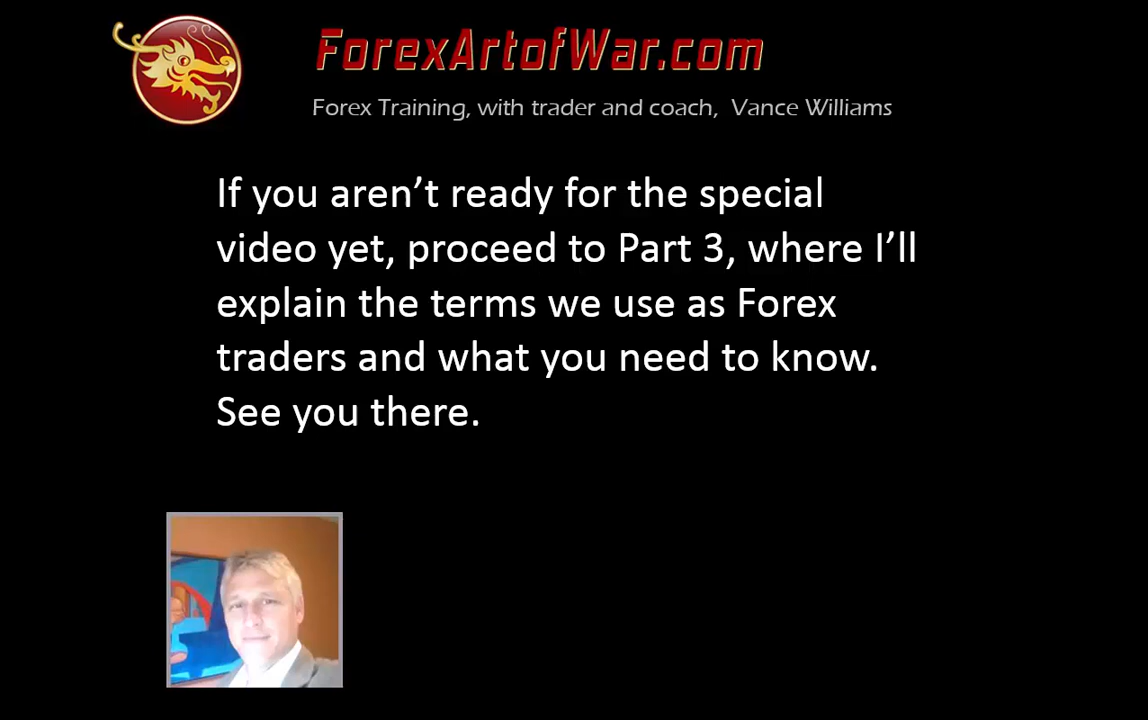 ForexArtofWar.com
Forex Training, with trader and coach, Vance Williams
If you aren’t ready for the special
video yet, proceed to Part 3, where I’ll
explain the terms we use as Forex
traders and what you need to know.
See you there.